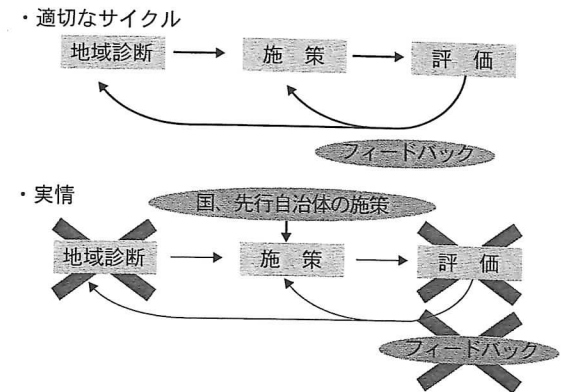 ・適切なサイクル
地域診断
施 策
評 価
フィードバック
・実情
国、先行自治体の施策
地域診断
施 策
評 価
フィードバック